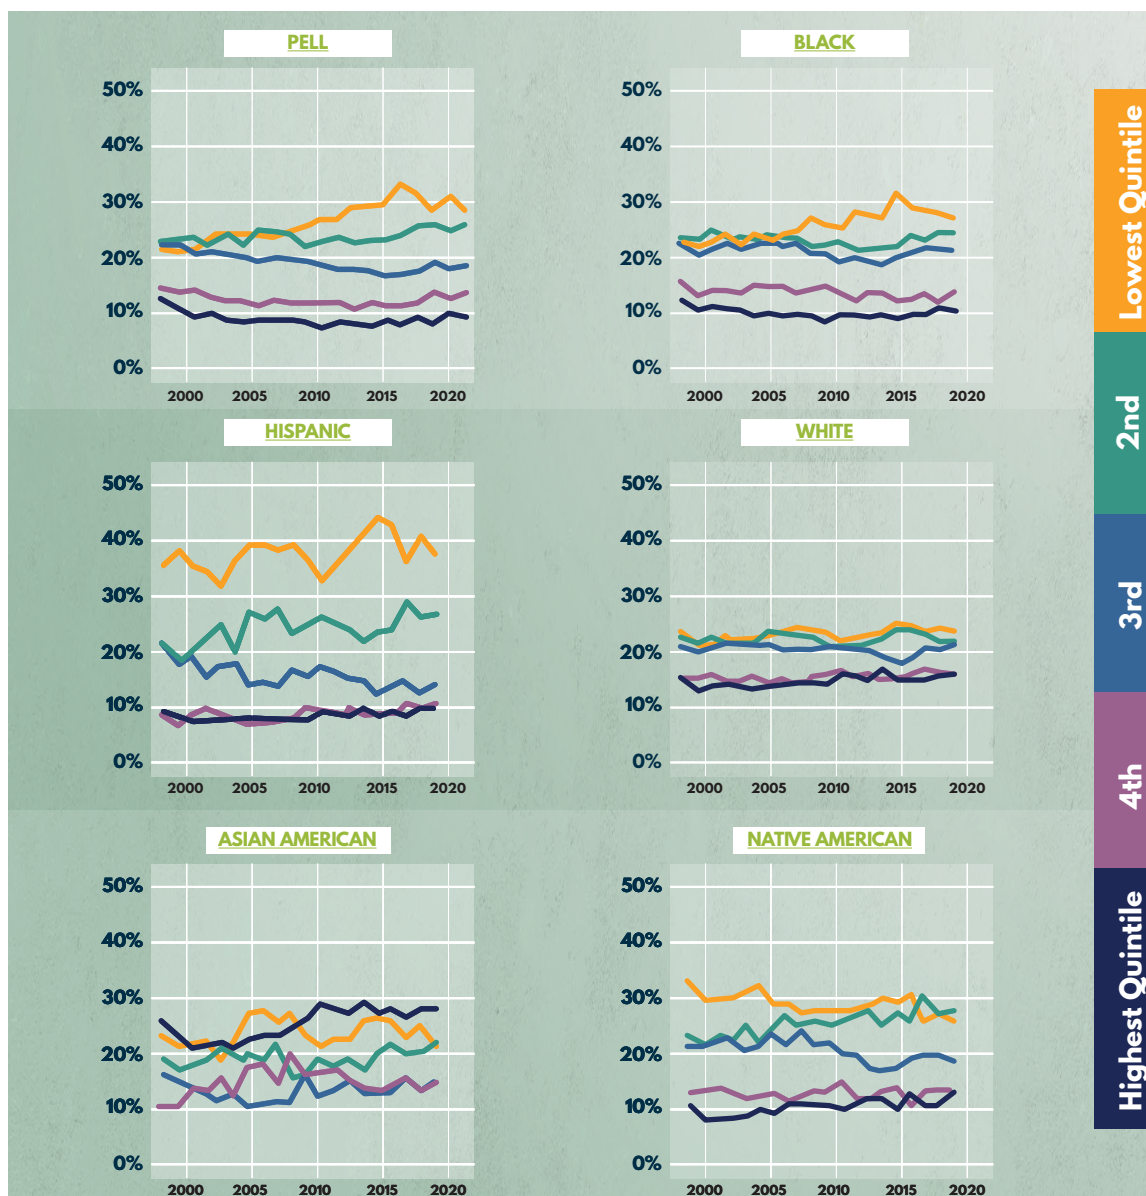 PELL
50%
40%
30%
20%
10%
0%
2000 2005 2010 2015 2020
BLACK
50%
40%
30%
20%
10%
0%
2000 2005 2010 2015 2020
HISPANIC
50%
40%
30%
20%
10%
0%
2000 2005 2010 2015 2020
WHITE
50%
40%
30%
20%
10%
0%
2000 2005 2010 2015 2020
ASIAN AMERICAN
50%
40%
30%
20%
10%
0%
2000 2005 2010 2015 2020
NATIVE AMERICAN
50%
40%
30%
20%
10%
0%
2000 2005 2010 2015 2020
Lowest Quintile
2nd
3rd
4th
Highest Quintile